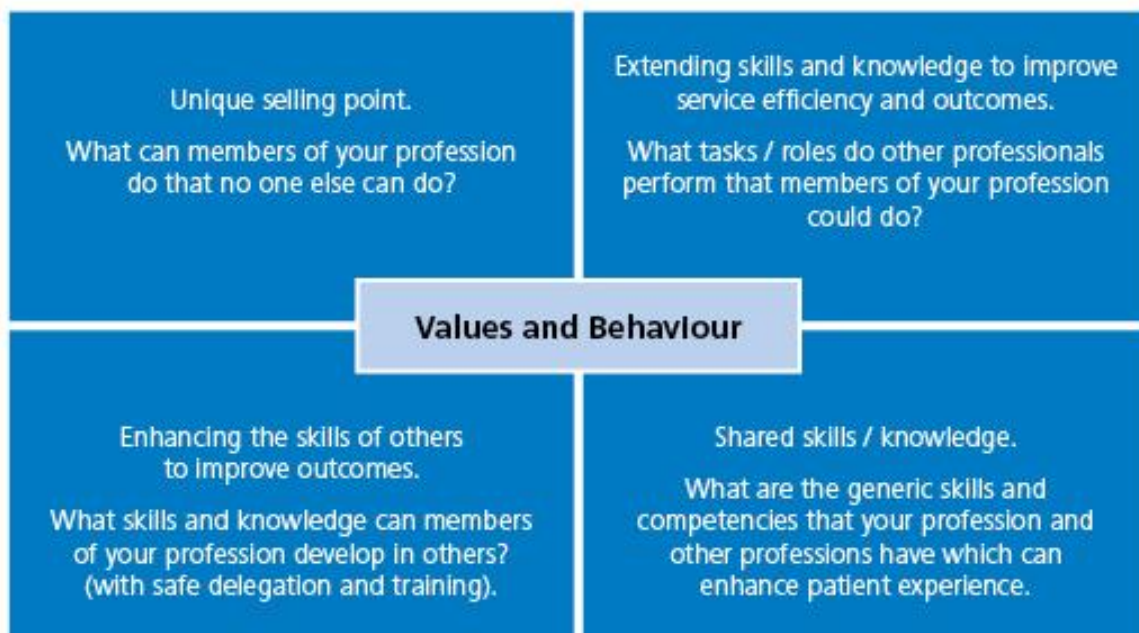 Unique selling point.
What can members of your profession
do that no one else can do?
Extending skills and knowledge to improve
service efficiency and outcomes.
What tasks / roles do other professionals
perform that members of your profession
could do?
Values and Behaviour
Enhancing the skills of others
to improve outcomes.
What skills and knowledge can members
of your profession develop in others?
(with safe delegation and training).
Shared skills / knowledge.
What are the generic skills and
competencies that your profession and
other professions have which can
enhance patient experience.